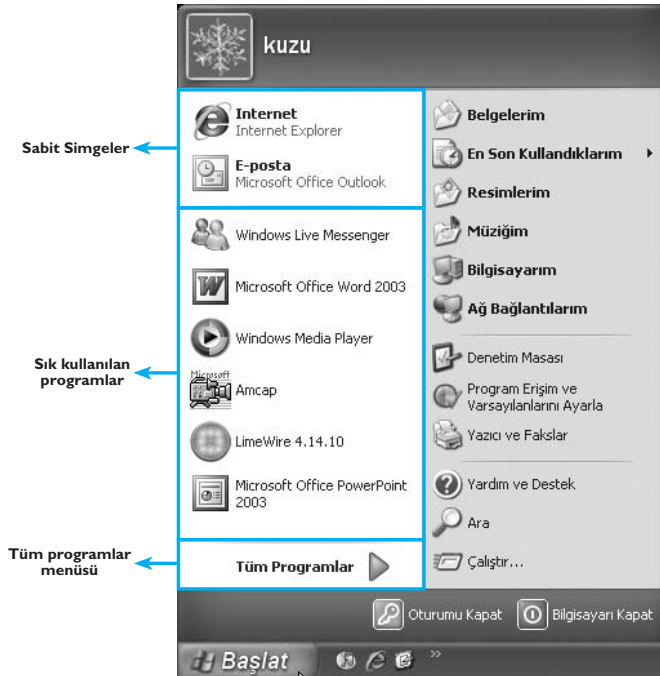 kuzu
Sabit Simgeler
Internet
Internet Explorer
E-posta
Microsoft Office Outlook
Sık kullanılan
programlar
Windows Live Messenger
Microsoft Office Word 2003
Windows Media Player
Microsoft
Amcap
LimeWire 4.14.10
Microsoft Office PowerPoint
2003
Tüm programlar
menüsü
Tüm Programlar
Belgelerim
En Son Kullandıklarım
Resimlerim
Müziğim
Bilgisayarım
Ağ Bağlantılarım
Denetim Masası
Program Erişim ve
Varsayılanlarını Ayarla
Yazıcı ve Fakslar
Yardım ve Destek
Ara
Çalıştır...
Oturumu Kapat
Bilgisayarı Kapat
Başlat